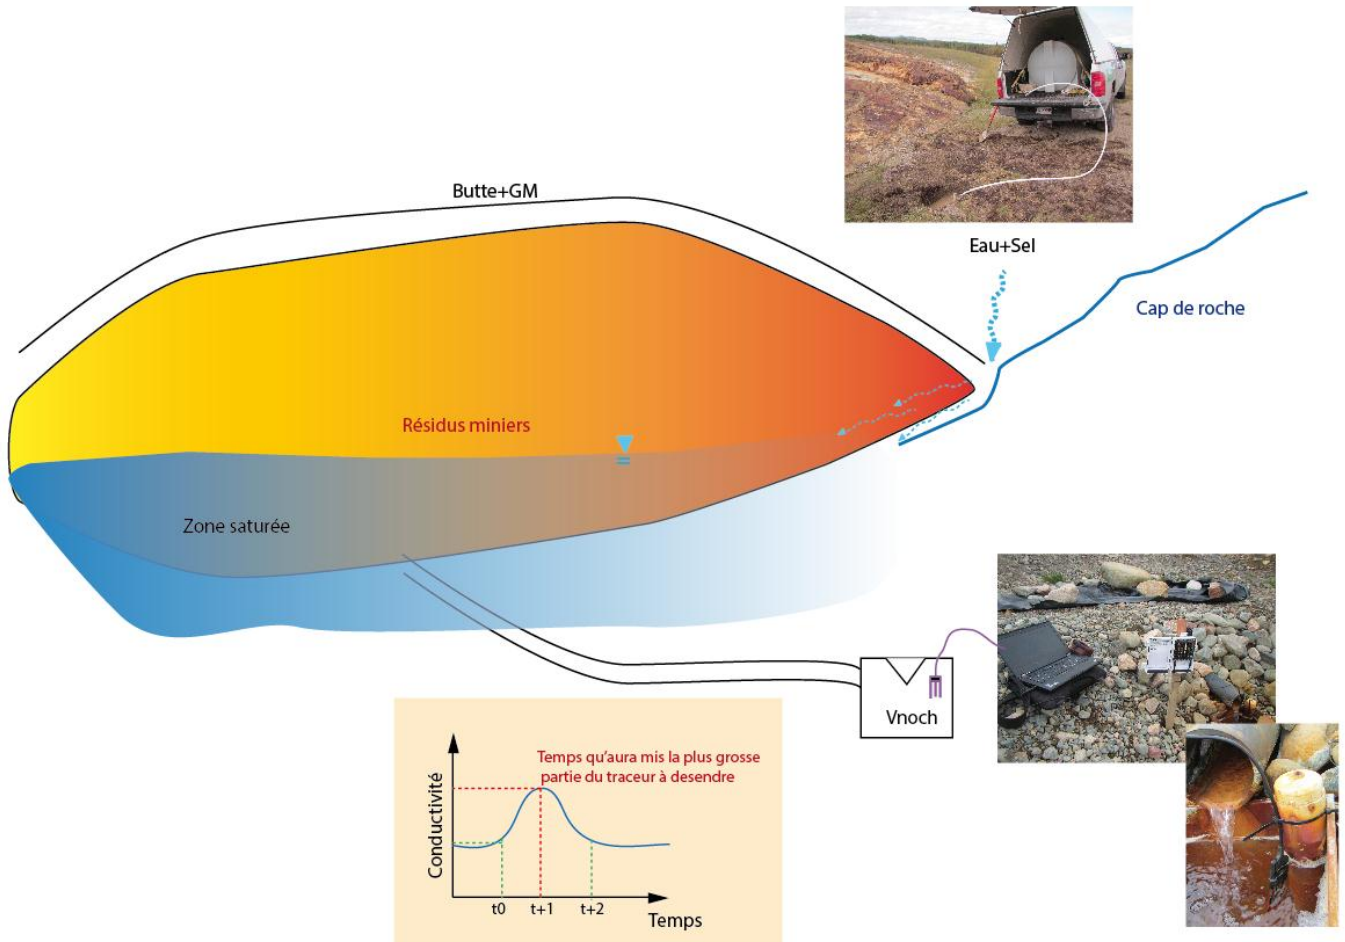 Butte+GM
Eau+Sel
Cap de roche
Résidus miniers
Zone saturée
Vnoch
Temps qu'aura mis la plus grosse
partie du traceur à desendre
Conductivité
t0
t+1
t+2
Temps